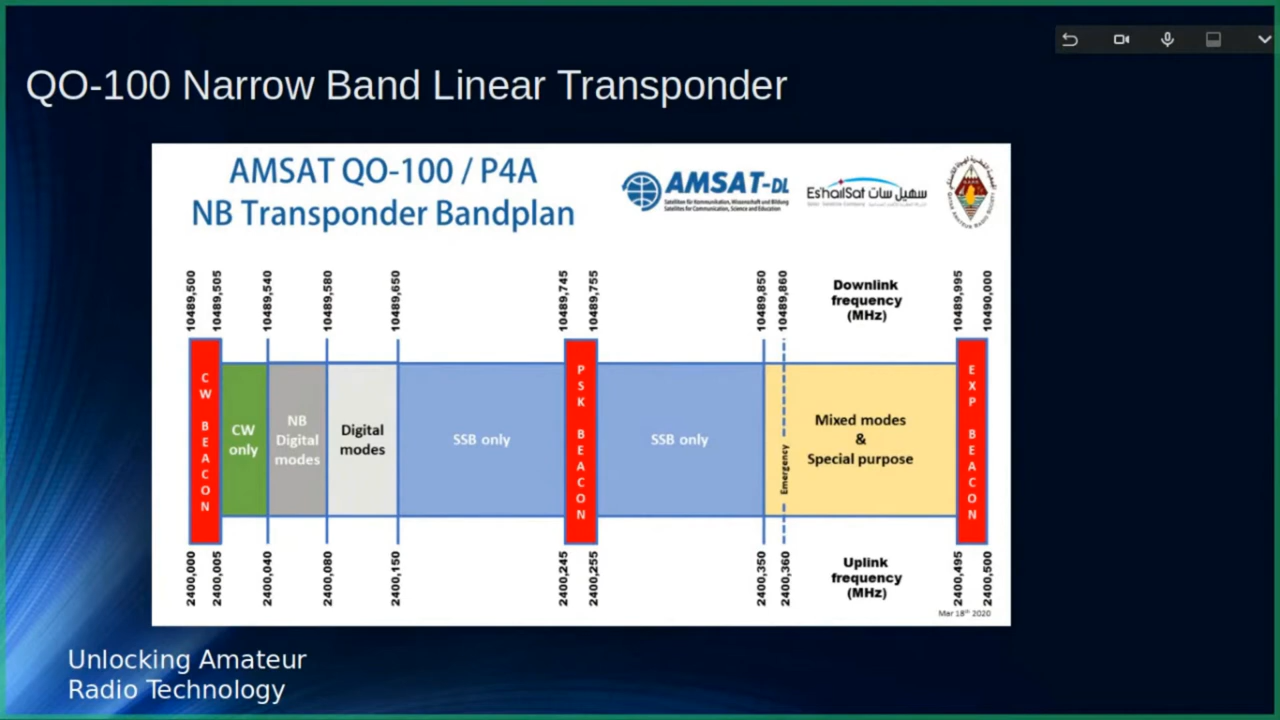 QO-100 Narrow Band Linear Transponder
AMSAT QO-100 / P4A
NB Transponder Bandplan
AMSAT-DL
Satelliten für Kommunikation, Wissenschaft und Bildung
Satellites for Communication, Science and Education
Es'hailSat سهيل سات
10489,500
10489,505
10489,540
10489,580
10489,650
10489,745
10489,755
10489,850
10489,860
10489,995
10490,000
Downlink
frequency
(MHz)
CW BEACON
CW
only
NB
Digital
modes
Digital
modes
SSB only
PSK BEACON
SSB only
Emergency
Mixed modes
&
Special purpose
EXP BEACON
2400,000
2400,005
2400,040
2400,080
2400,150
2400,245
2400,255
2400,350
2400,360
2400,495
2400,500
Uplink
frequency
(MHz)
Mar 18th 2020
Unlocking Amateur
Radio Technology